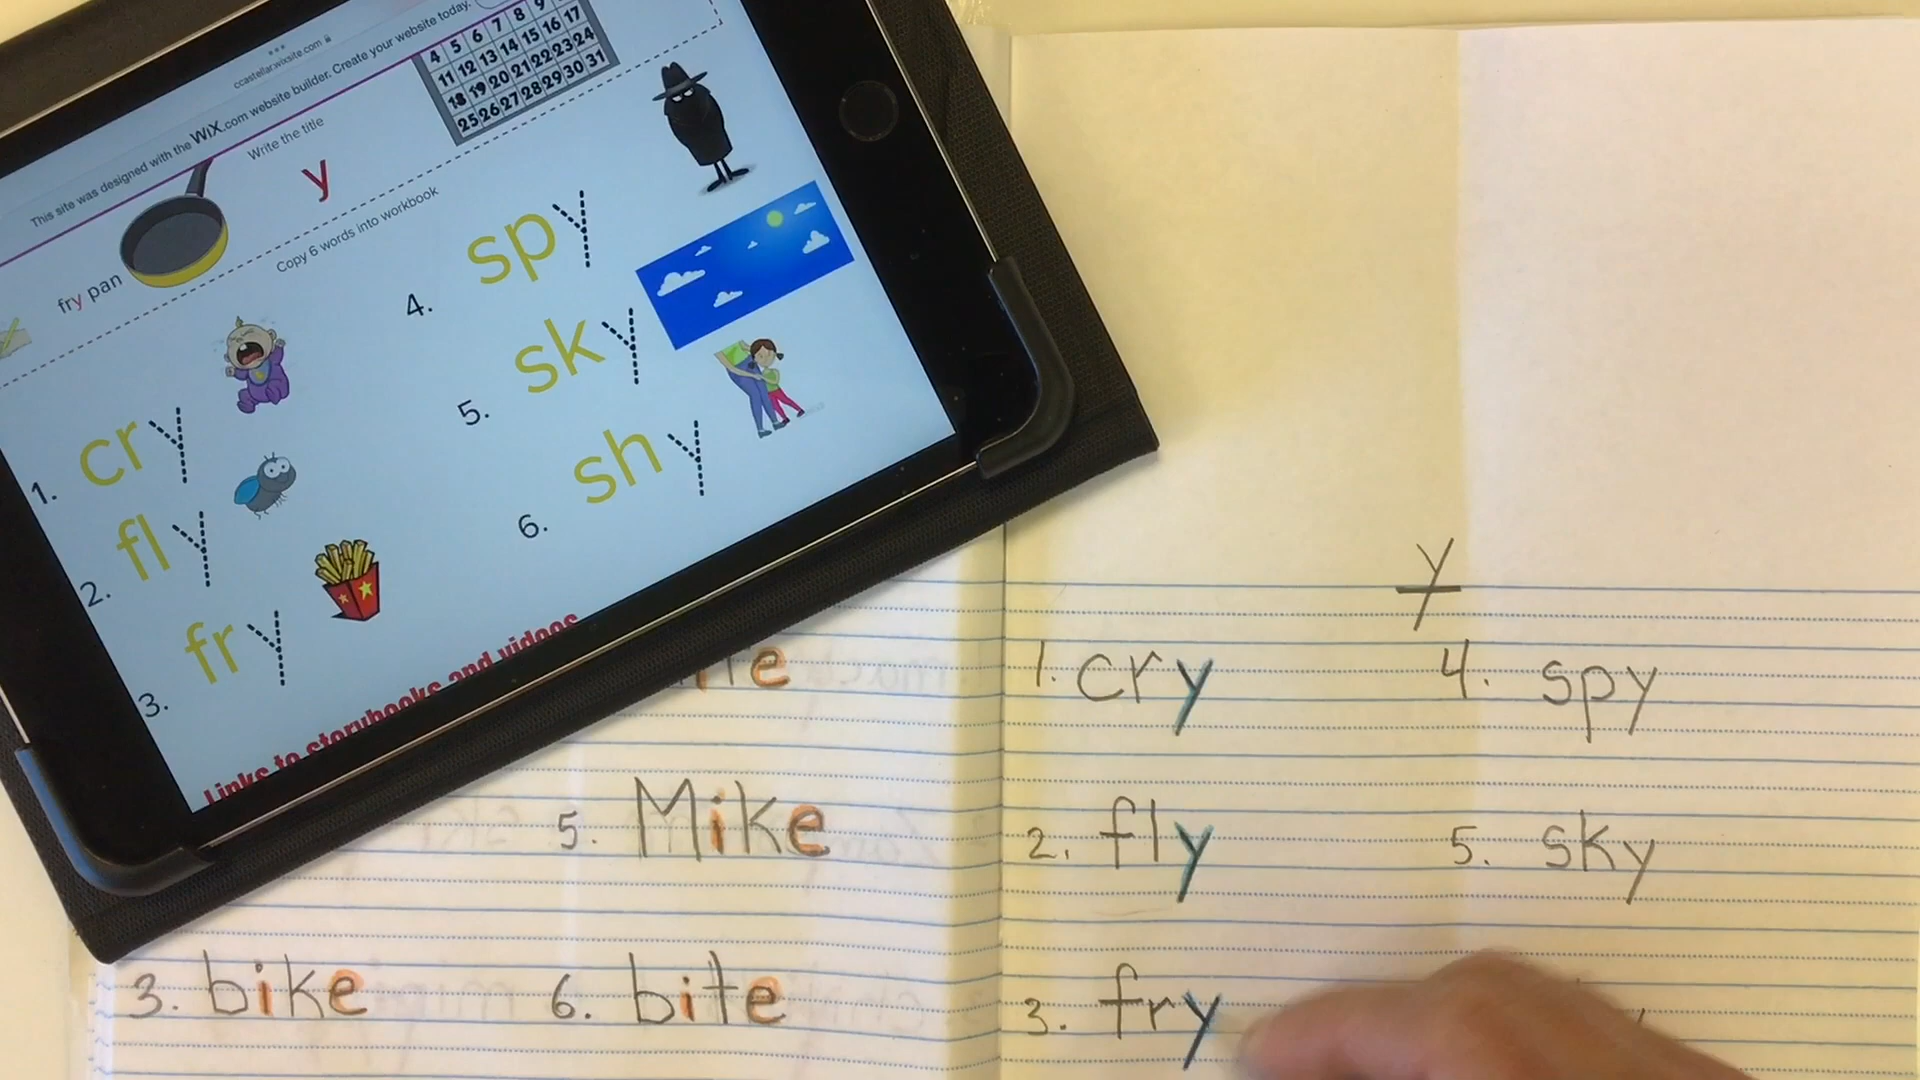 ccastellar.wixsite.com
This site was designed with the WiX.com website builder. Create your website today.
4 5 6 7 8 9
11 12 13 14 15 16 17
18 19 20 21 22 23 24
25 26 27 28 29 30 31
Write the title
y
fry pan
Copy 6 words into workbook
1. cry
2. fly
3. fry
4. spy
5. sky
6. shy
Links to storybooks and videos
5. Mike
3. bike
6. bite
y
1. cry
2. fly
3. fry
4. spy
5. sky